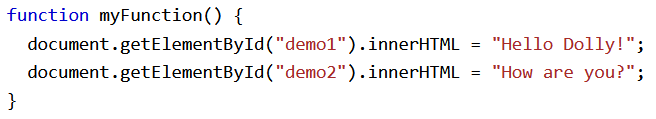 function myFunction() {
  document.getElementById("demo1").innerHTML = "Hello Dolly!";
  document.getElementById("demo2").innerHTML = "How are you?";
}